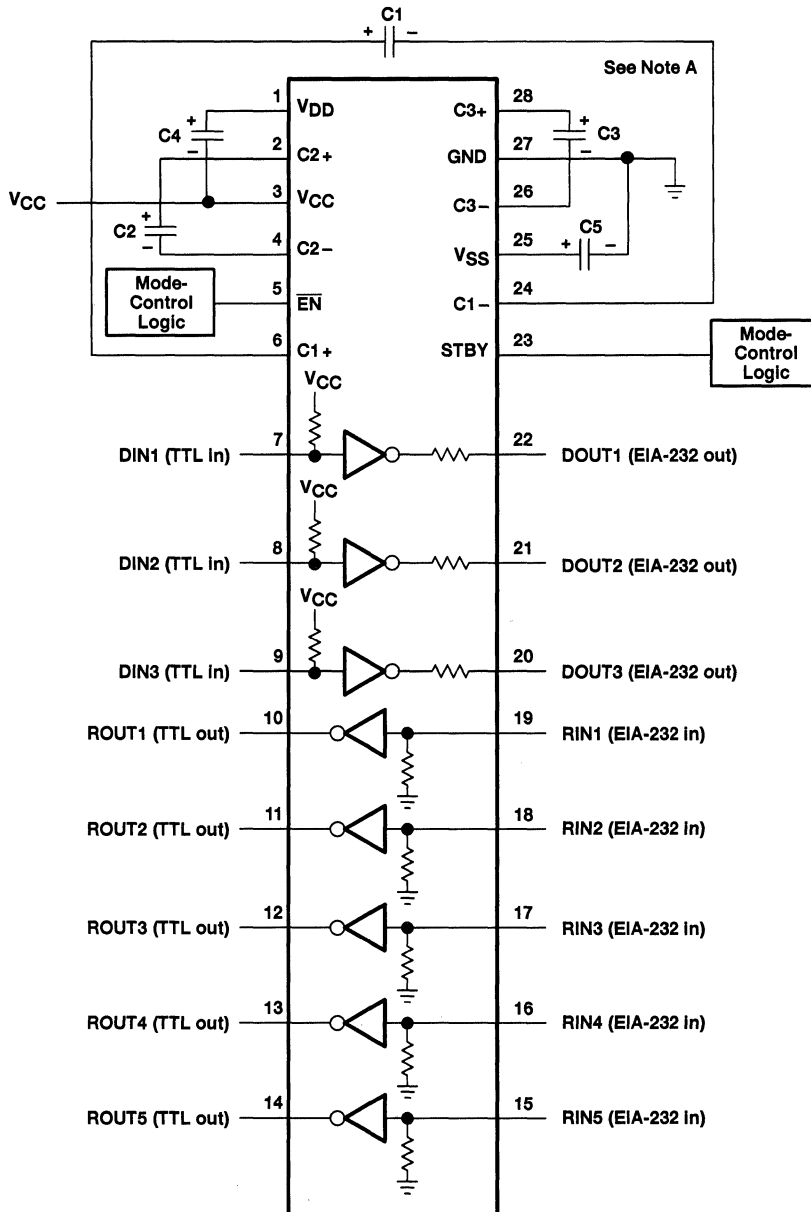 C1
+ −
See Note A
1 VDD
C3+ 28
C4 + −
+ − C3
2 C2+
GND 27
VCC
3 VCC
C3− 26
C2 + −
C5 + −
4 C2−
VSS 25
Mode-
Control
Logic
5 EN
C1− 24
6 C1+
STBY 23
Mode-
Control
Logic
VCC
DIN1 (TTL in) 7
22 DOUT1 (EIA-232 out)
VCC
DIN2 (TTL in) 8
21 DOUT2 (EIA-232 out)
VCC
DIN3 (TTL in) 9
20 DOUT3 (EIA-232 out)
ROUT1 (TTL out) 10
19 RIN1 (EIA-232 in)
ROUT2 (TTL out) 11
18 RIN2 (EIA-232 in)
ROUT3 (TTL out) 12
17 RIN3 (EIA-232 in)
ROUT4 (TTL out) 13
16 RIN4 (EIA-232 in)
ROUT5 (TTL out) 14
15 RIN5 (EIA-232 in)